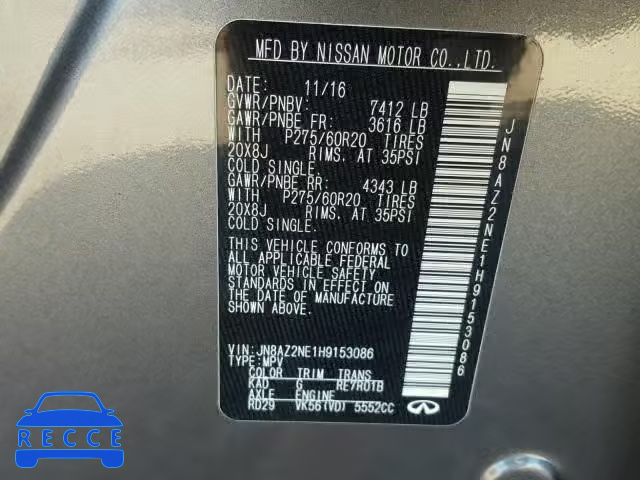 MFD BY NISSAN MOTOR CO.,LTD.
DATE: 11/16
GVWR/PNBV: 7412 LB
GAWR/PNBE FR: 3616 LB
WITH P275/60R20 TIRES
20X8J RIMS, AT 35PSI
COLD SINGLE.
GAWR/PNBE RR: 4343 LB
WITH P275/60R20 TIRES
20X8J RIMS, AT 35PSI
COLD SINGLE.
THIS VEHICLE CONFORMS TO
ALL APPLICABLE FEDERAL
MOTOR VEHICLE SAFETY
STANDARDS IN EFFECT ON
THE DATE OF MANUFACTURE
SHOWN ABOVE.
VIN: JN8AZ2NE1H9153086
TYPE: MPV
COLOR TRIM TRANS
KAD G RE7R01B
AXLE ENGINE
RD29 VK56(VD) 5552CC
INFINITI
JN8AZ2NE1H9153086
RECCE